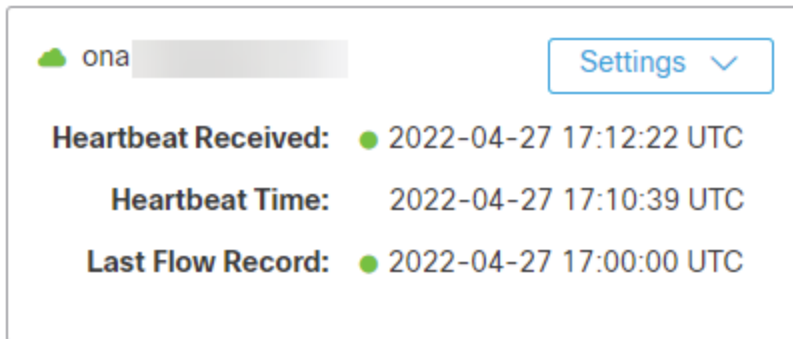 ona
Settings
Heartbeat Received: 2022-04-27 17:12:22 UTC
Heartbeat Time: 2022-04-27 17:10:39 UTC
Last Flow Record: 2022-04-27 17:00:00 UTC